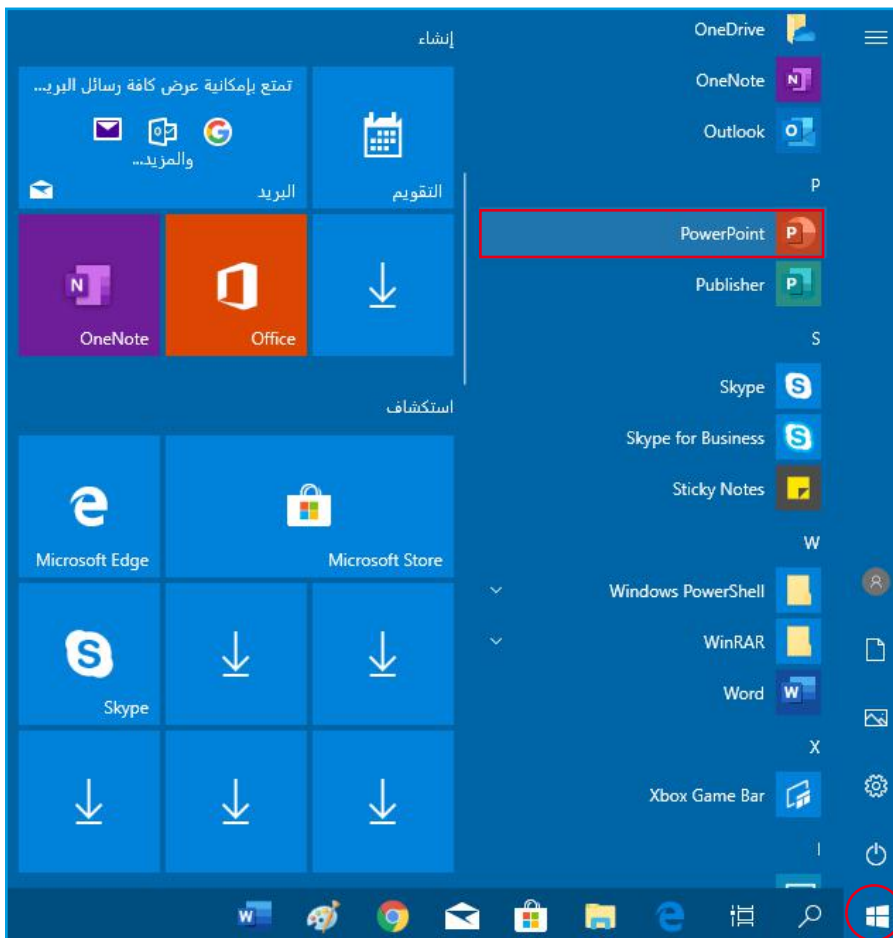 OneDrive
OneNote
Outlook
P
PowerPoint
Publisher
S
Skype
Skype for Business
Sticky Notes
W
Windows PowerShell
WinRAR
Word
X
Xbox Game Bar
ا
إنشاء
التقويم
تمتع بإمكانية عرض كافة رسائل البريـ...
والمزيد...
البريد
Office
OneNote
استكشاف
Microsoft Store
Microsoft Edge
Skype